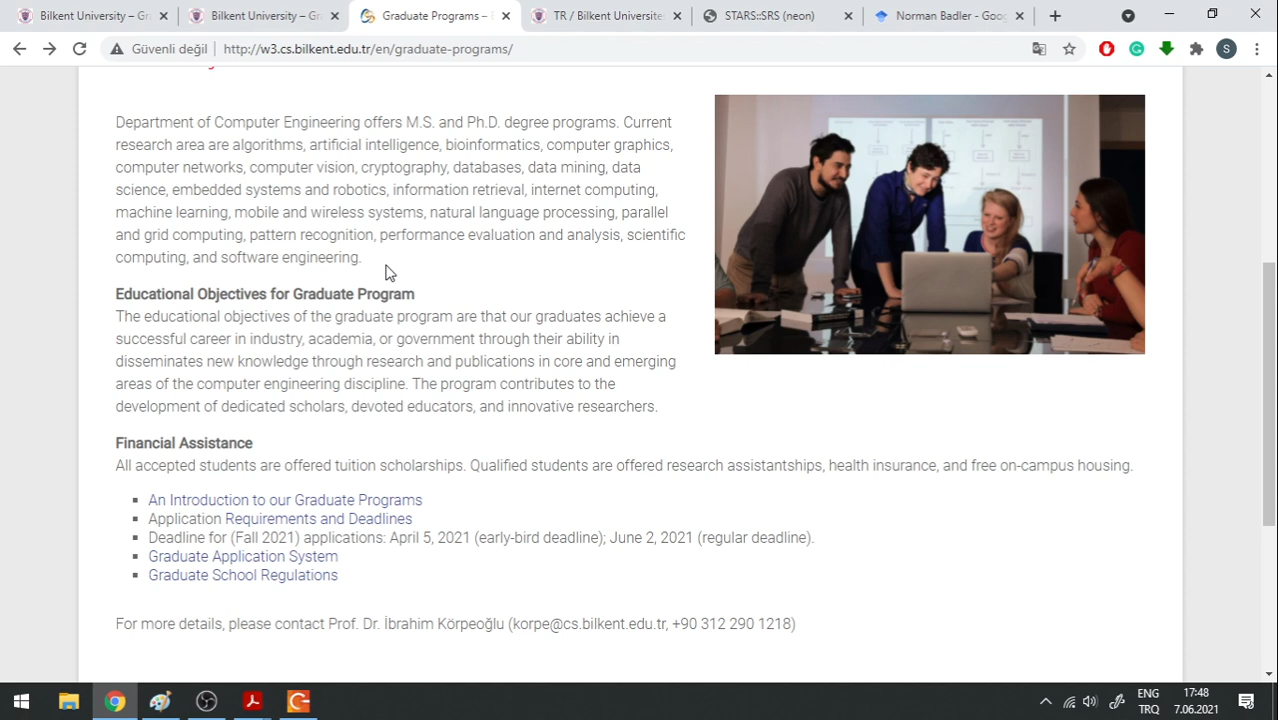 Bilkent University – Gra
Bilkent University – Gra
Graduate Programs –
TR / Bilkent Üniversites
STARS::SRS (neon)
Norman Badler - Goog
Güvenli değil
http://w3.cs.bilkent.edu.tr/en/graduate-programs/
S
Department of Computer Engineering offers M.S. and Ph.D. degree programs. Current
research area are algorithms, artificial intelligence, bioinformatics, computer graphics,
computer networks, computer vision, cryptography, databases, data mining, data
science, embedded systems and robotics, information retrieval, internet computing,
machine learning, mobile and wireless systems, natural language processing, parallel
and grid computing, pattern recognition, performance evaluation and analysis, scientific
computing, and software engineering.
Educational Objectives for Graduate Program
The educational objectives of the graduate program are that our graduates achieve a
successful career in industry, academia, or government through their ability in
disseminates new knowledge through research and publications in core and emerging
areas of the computer engineering discipline. The program contributes to the
development of dedicated scholars, devoted educators, and innovative researchers.
Financial Assistance
All accepted students are offered tuition scholarships. Qualified students are offered research assistantships, health insurance, and free on-campus housing.
An Introduction to our Graduate Programs
Application Requirements and Deadlines
Deadline for (Fall 2021) applications: April 5, 2021 (early-bird deadline); June 2, 2021 (regular deadline).
Graduate Application System
Graduate School Regulations
For more details, please contact Prof. Dr. İbrahim Körpeoğlu (korpe@cs.bilkent.edu.tr, +90 312 290 1218)
ENG
TRQ
17:48
7.06.2021